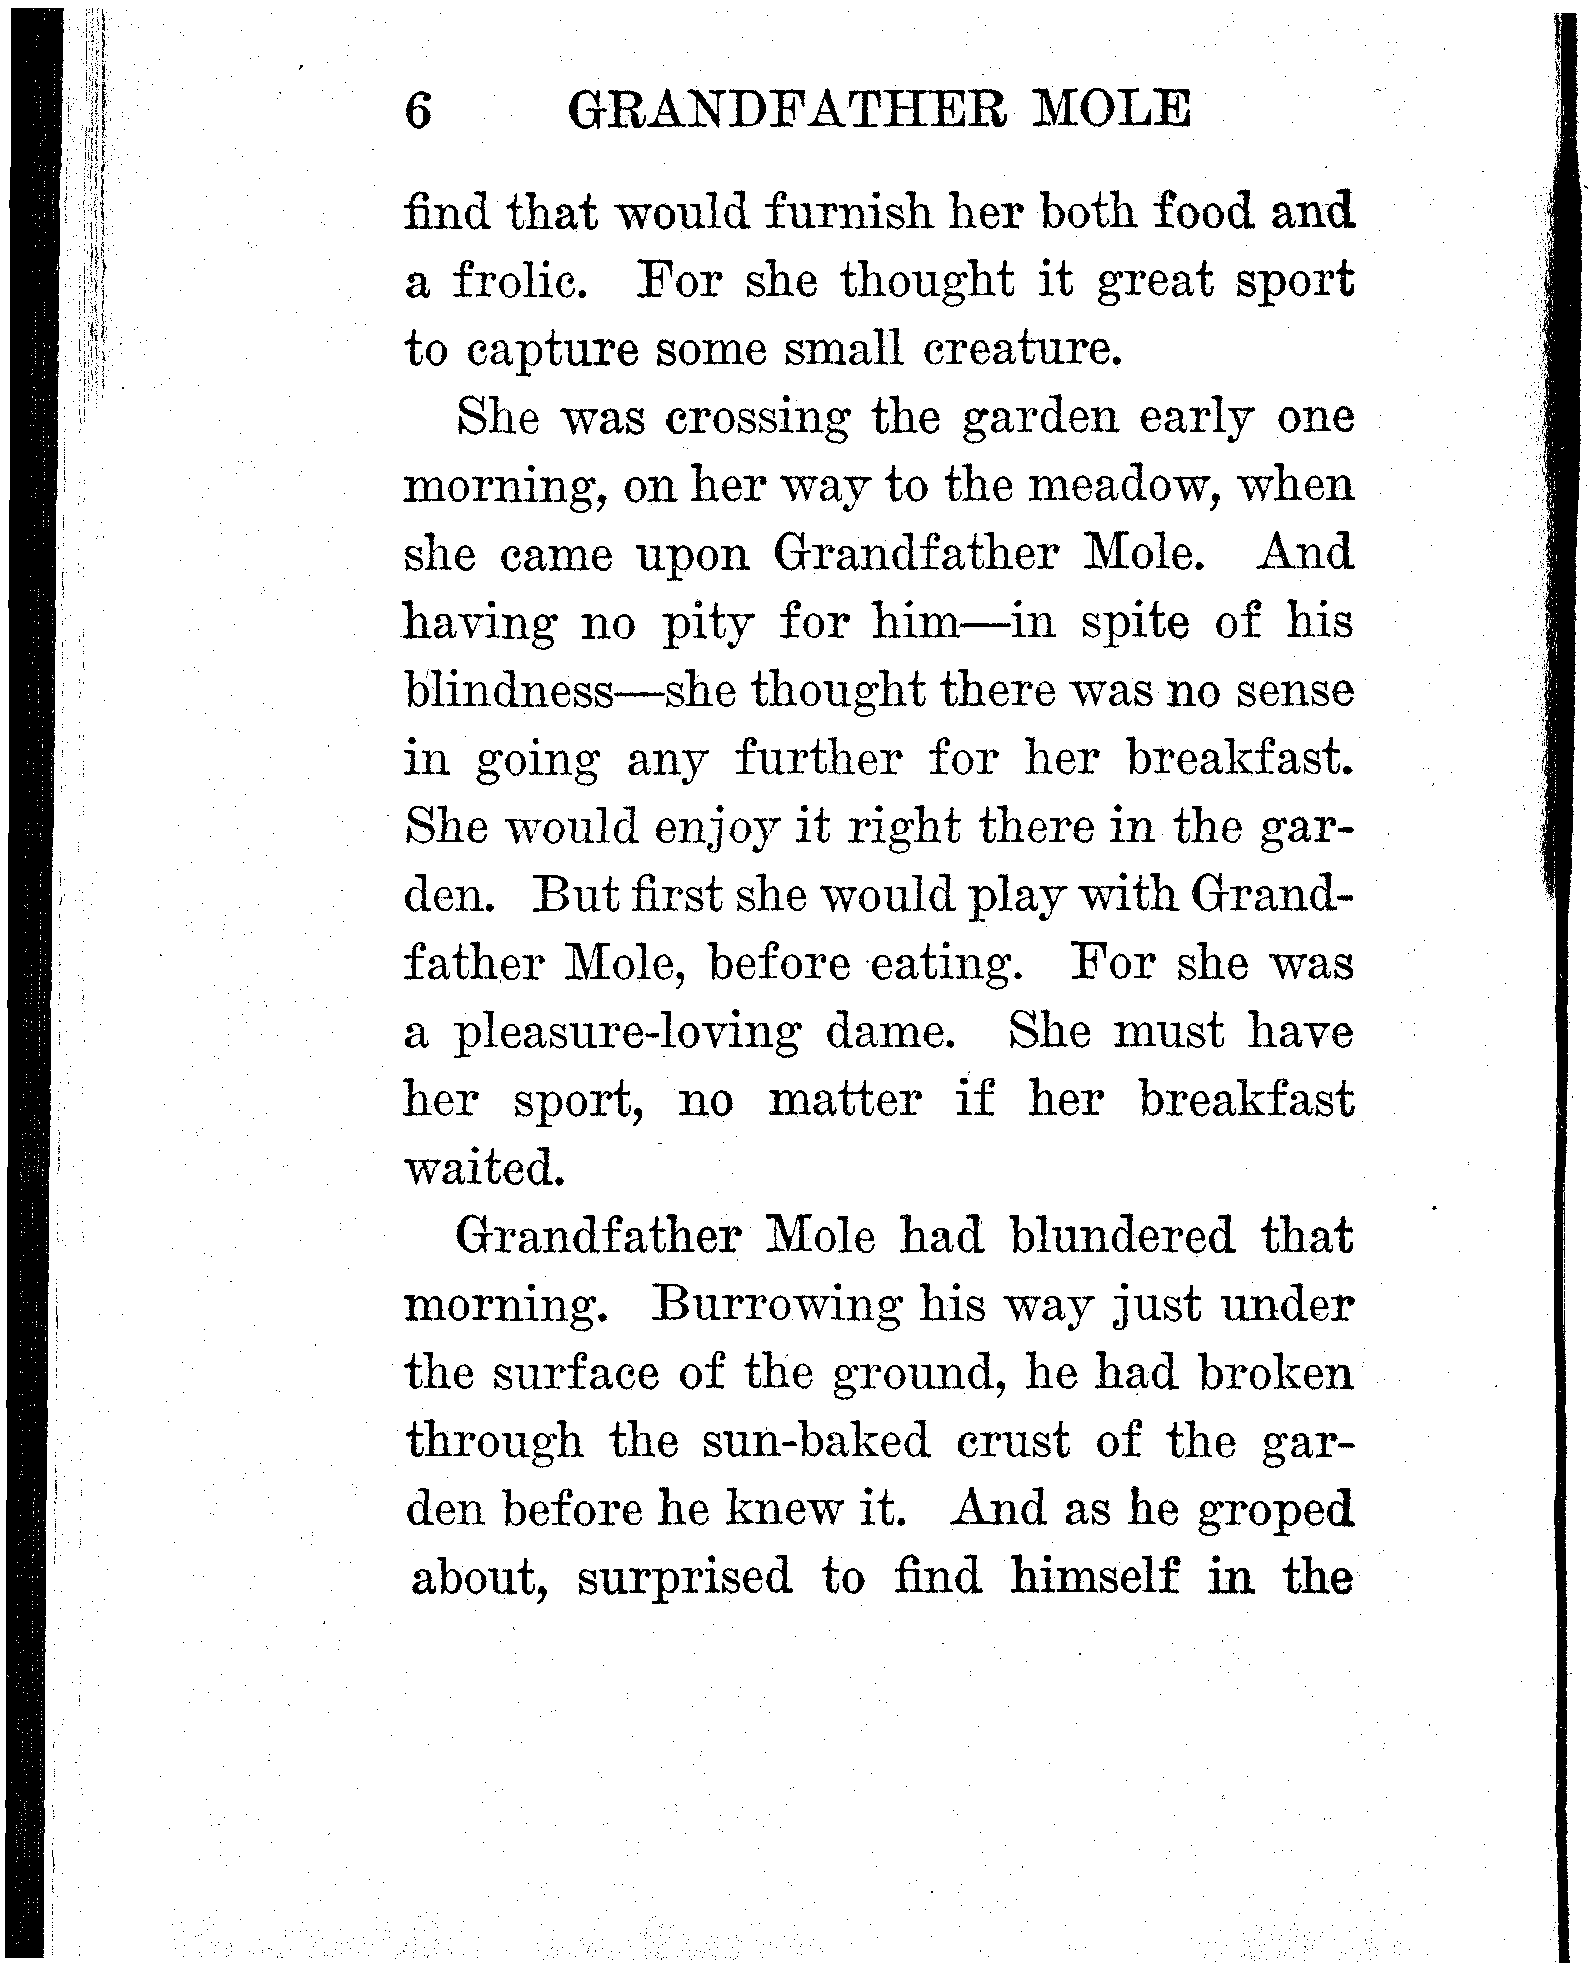 6 GRANDFATHER MOLE
find that would furnish her both food and
a frolic. For she thought it great sport
to capture some small creature.
She was crossing the garden early one
morning, on her way to the meadow, when
she came upon Grandfather Mole. And
having no pity for him—in spite of his
blindness—she thought there was no sense
in going any further for her breakfast.
She would enjoy it right there in the gar-
den. But first she would play with Grand-
father Mole, before eating. For she was
a pleasure-loving dame. She must have
her sport, no matter if her breakfast
waited.
Grandfather Mole had blundered that
morning. Burrowing his way just under
the surface of the ground, he had broken
through the sun-baked crust of the gar-
den before he knew it. And as he groped
about, surprised to find himself in the